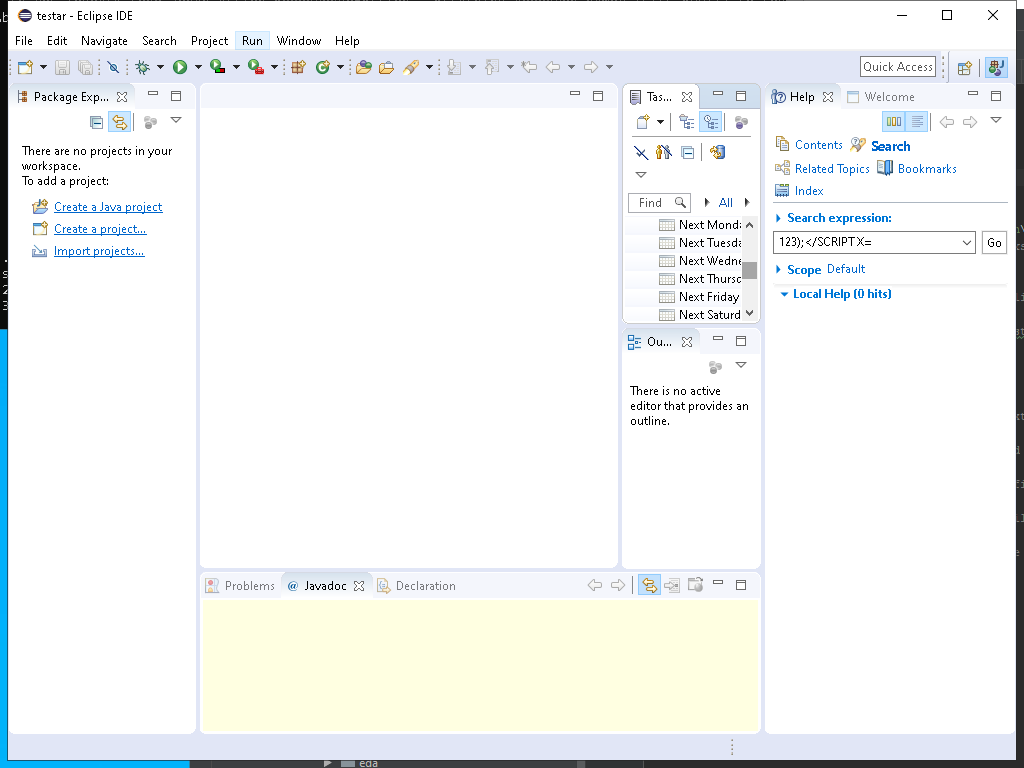 testar - Eclipse IDE
File Edit Navigate Search Project Run Window Help
Quick Access
Package Exp...
There are no projects in your
workspace.
To add a project:
Create a Java project
Create a project...
Import projects...
Tas...
Find
All
Next Mond
Next Tuesda
Next Wedne
Next Thursd
Next Friday
Next Saturd
Ou...
There is no active
editor that provides an
outline.
Help
Welcome
Contents
Search
Related Topics
Bookmarks
Index
Search expression:
123);</SCRIPT X=
Go
Scope Default
Local Help (0 hits)
Problems
@ Javadoc
Declaration
eda